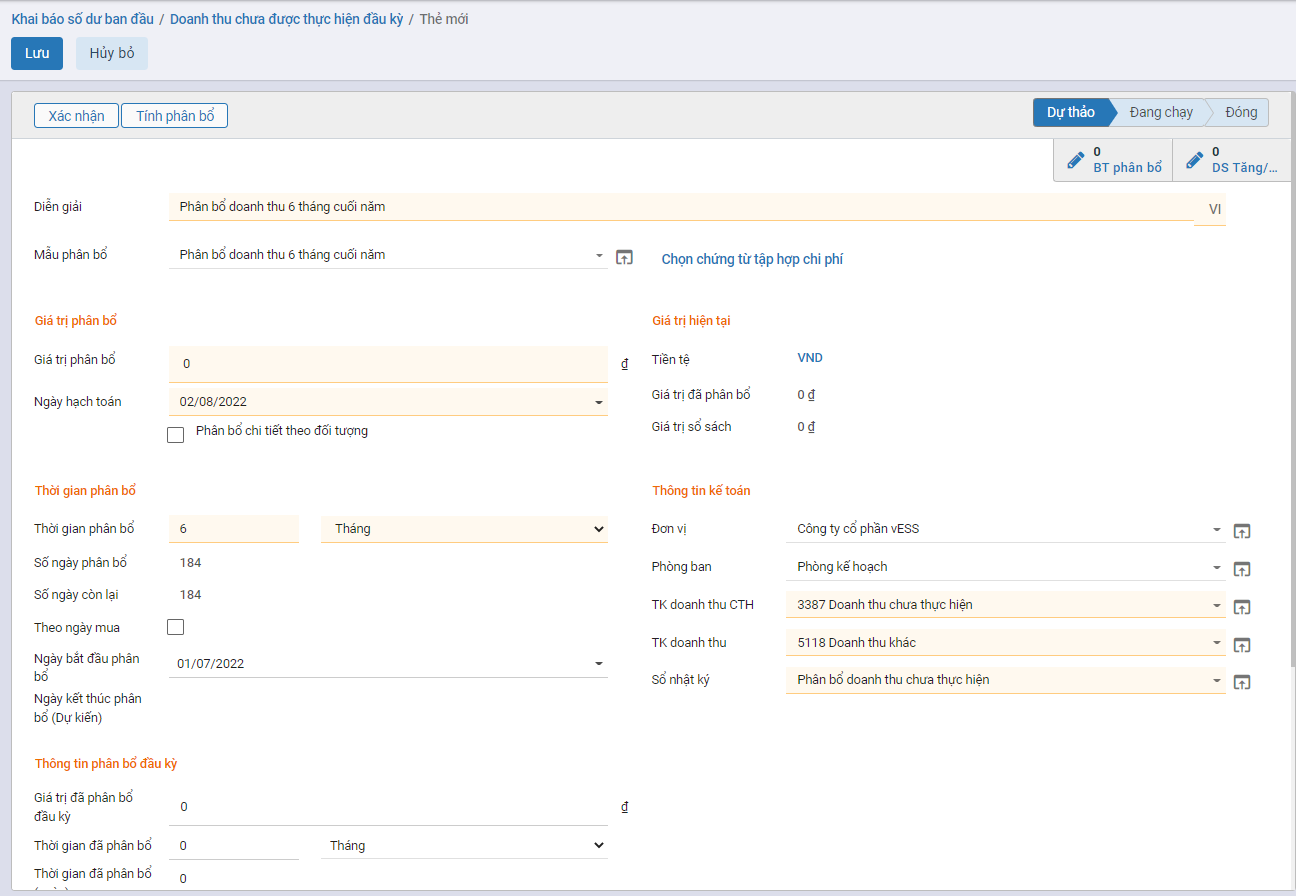 Khai báo số dư ban đầu / Doanh thu chưa được thực hiện đầu kỳ / Thẻ mới
Lưu Hủy bỏ
Xác nhận Tính phân bổ Dự thảo Đang chạy Đóng
0 BT phân bổ
0 DS Tăng/...
Diễn giải Phân bổ doanh thu 6 tháng cuối năm VI
Mẫu phân bổ Phân bổ doanh thu 6 tháng cuối năm Chọn chứng từ tập hợp chi phí
Giá trị phân bổ
Giá trị phân bổ 0 ₫
Ngày hạch toán 02/08/2022
Phân bổ chi tiết theo đối tượng
Giá trị hiện tại
Tiền tệ VND
Giá trị đã phân bổ 0 ₫
Giá trị sổ sách 0 ₫
Thời gian phân bổ
Thời gian phân bổ 6 Tháng
Số ngày phân bổ 184
Số ngày còn lại 184
Theo ngày mua
Ngày bắt đầu phân
bổ 01/07/2022
Ngày kết thúc phân
bổ (Dự kiến)
Thông tin kế toán
Đơn vị Công ty cổ phần vESS
Phòng ban Phòng kế hoạch
TK doanh thu CTH 3387 Doanh thu chưa thực hiện
TK doanh thu 5118 Doanh thu khác
Sổ nhật ký Phân bổ doanh thu chưa thực hiện
Thông tin phân bổ đầu kỳ
Giá trị đã phân bổ
đầu kỳ 0 ₫
Thời gian đã phân bổ 0 Tháng
Thời gian đã phân bổ 0